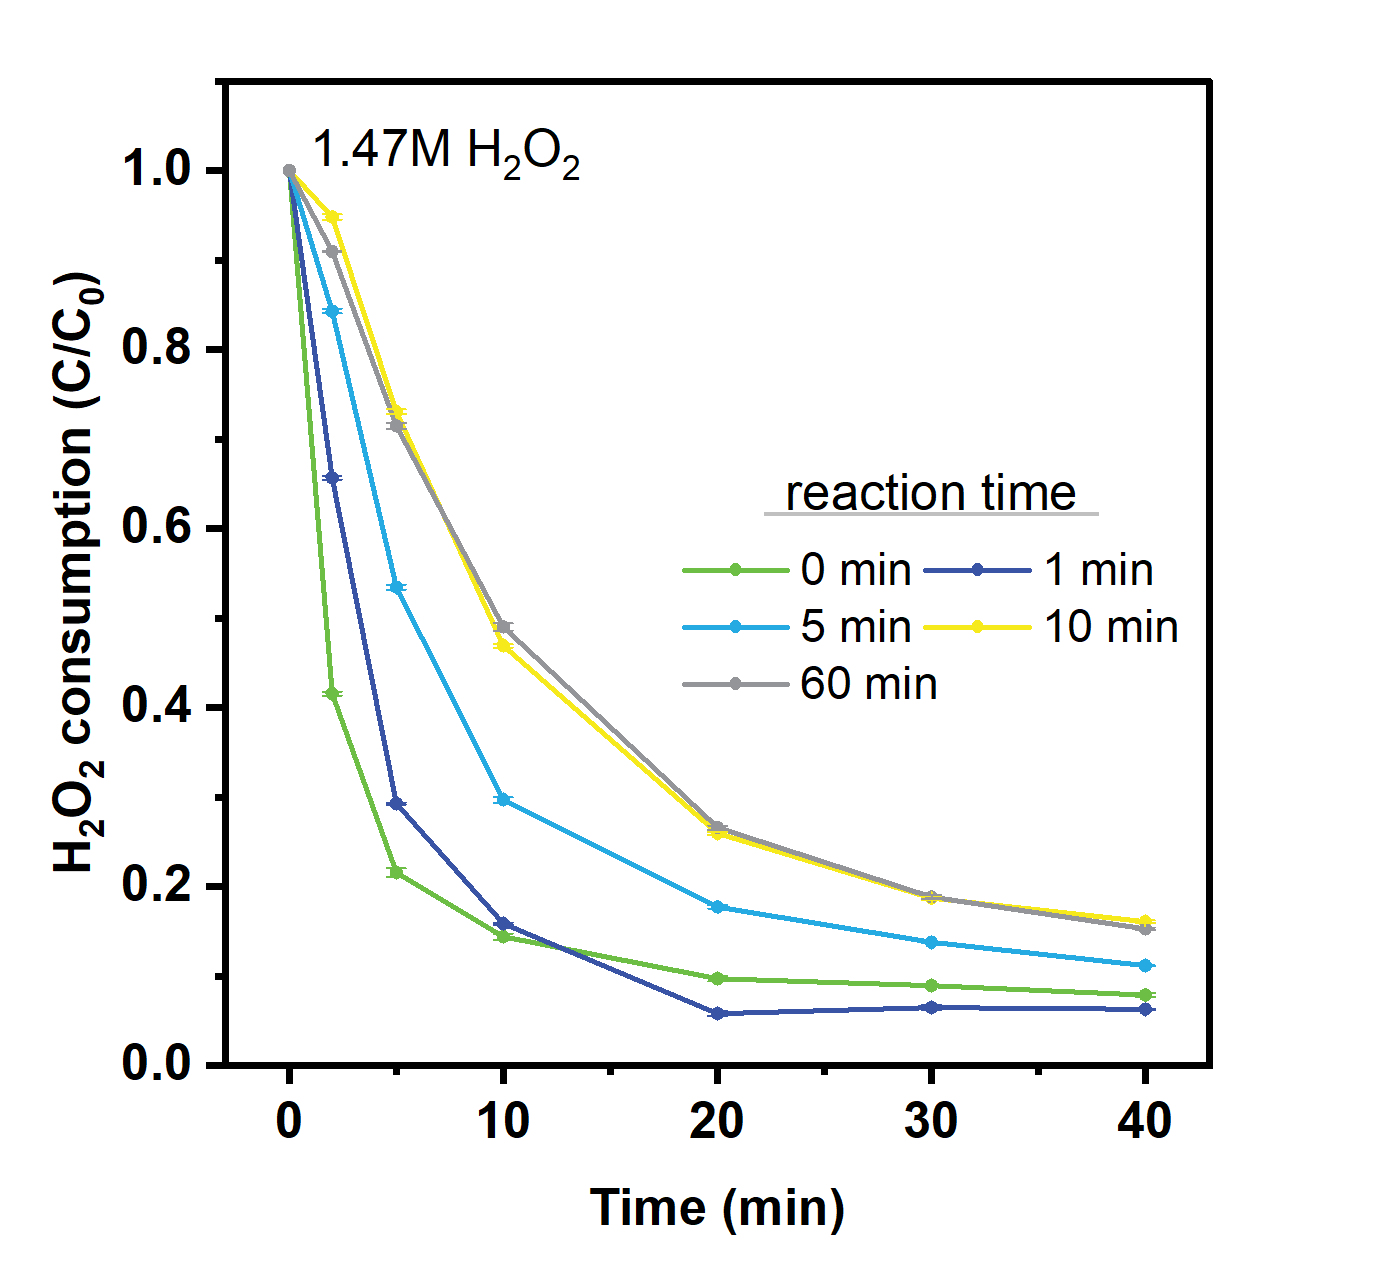 1.47M H₂O₂
1.0
0.8
0.6
0.4
0.2
0.0
H₂O₂ consumption (C/C₀)
reaction time
0 min 1 min
5 min 10 min
60 min
0 10 20 30 40
Time (min)